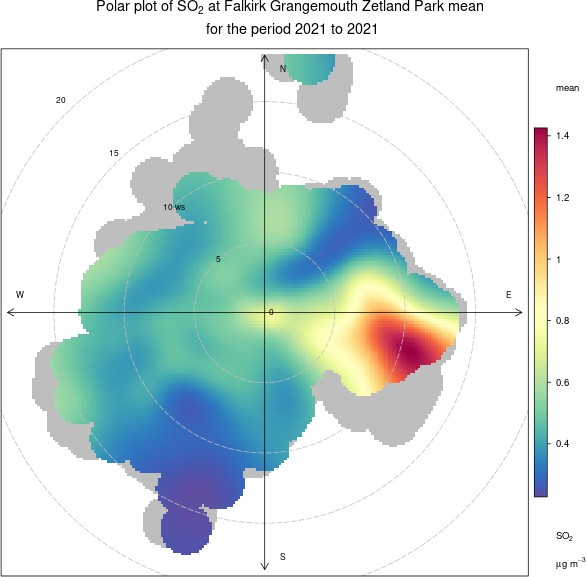 Polar plot of SO₂ at Falkirk Grangemouth Zetland Park mean
for the period 2021 to 2021
N
20
mean
1.4
15
1.2
10 ws
5
1
W
0
E
0.8
0.6
0.4
SO₂
S
µg m⁻³